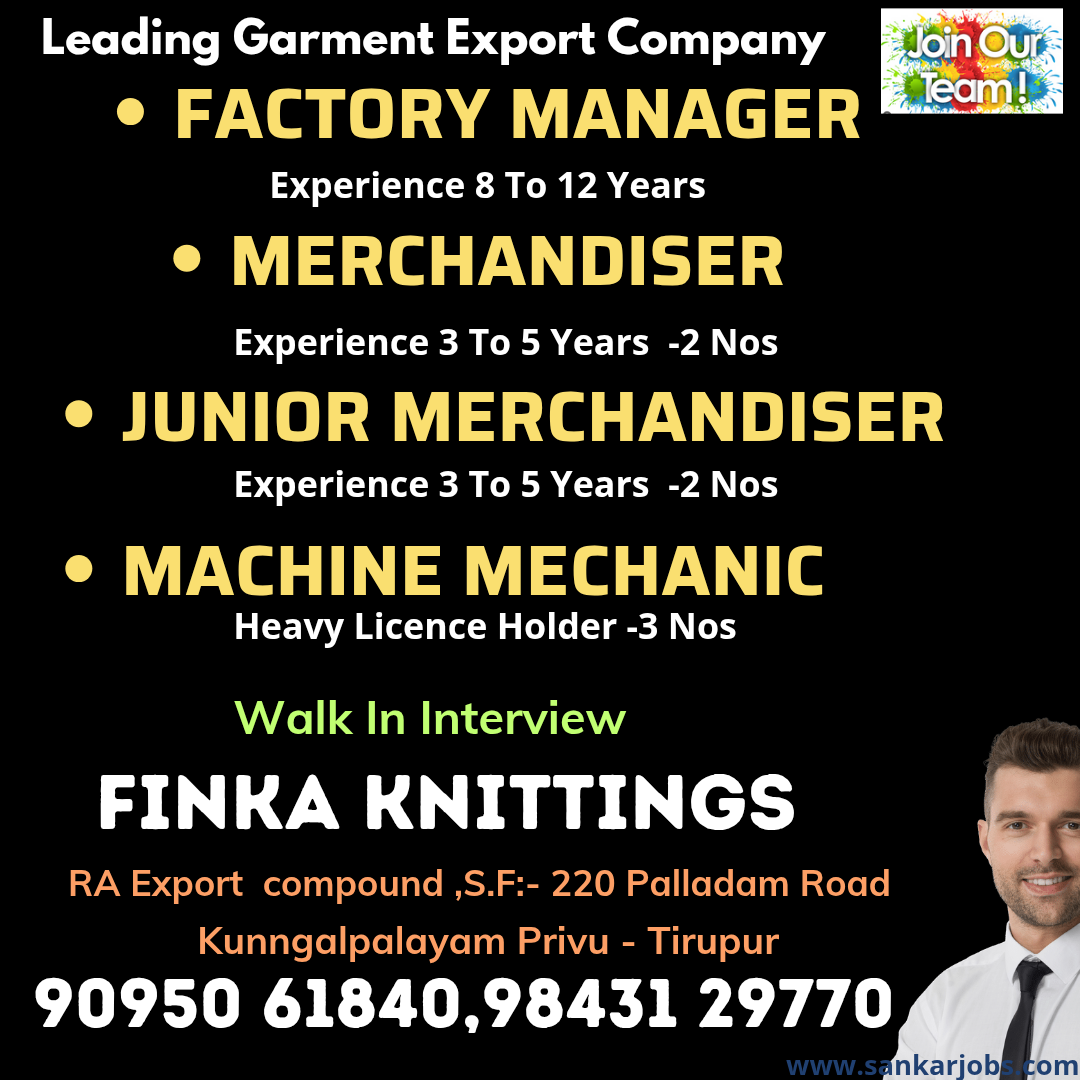 Leading Garment Export Company
Join Our
Team !
• FACTORY MANAGER
Experience 8 To 12 Years
• MERCHANDISER
Experience 3 To 5 Years -2 Nos
• JUNIOR MERCHANDISER
Experience 3 To 5 Years -2 Nos
• MACHINE MECHANIC
Heavy Licence Holder -3 Nos
Walk In Interview
FINKA KNITTINGS
RA Export compound ,S.F:- 220 Palladam Road
Kunngalpalayam Privu - Tirupur
90950 61840,98431 29770
www.sankarjobs.com